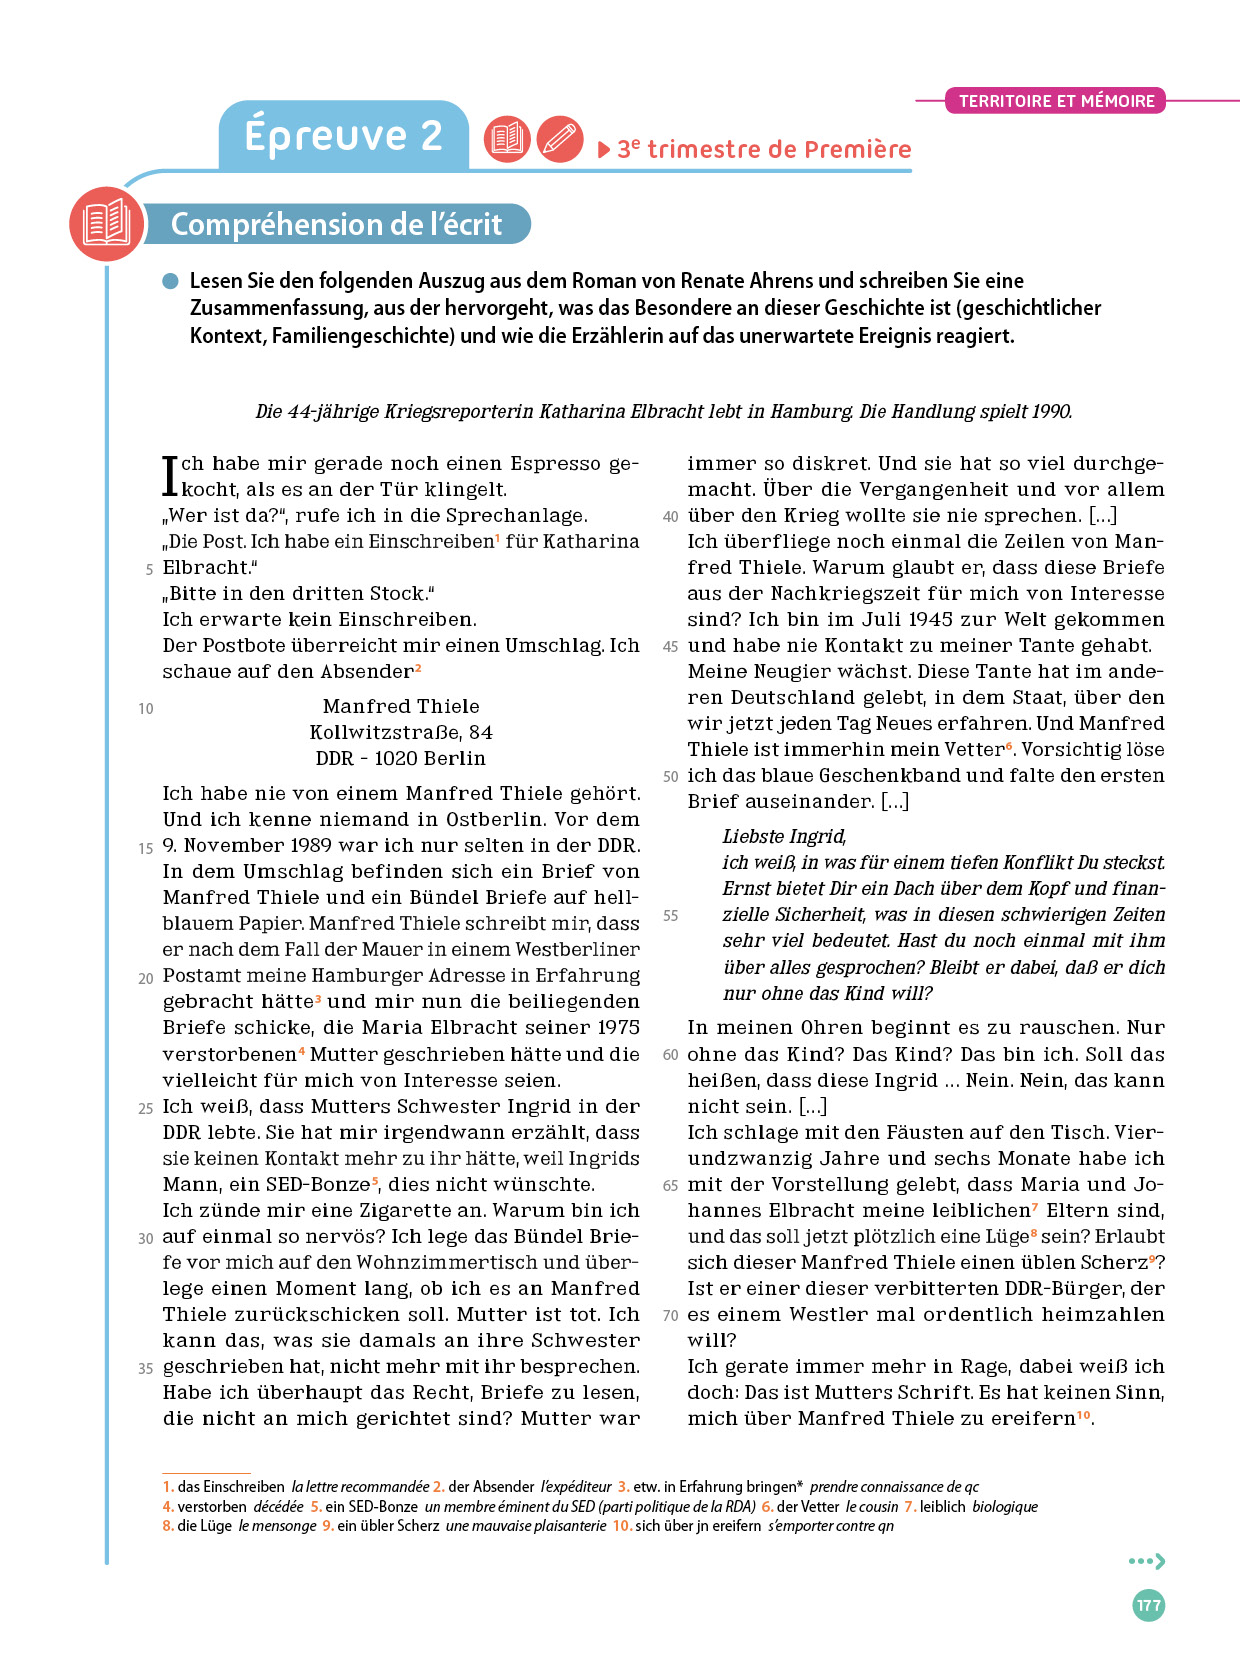 TERRITOIRE ET MÉMOIRE
Épreuve 2
3e trimestre de Première
Compréhension de l’écrit
Lesen Sie den folgenden Auszug aus dem Roman von Renate Ahrens und schreiben Sie eine
Zusammenfassung, aus der hervorgeht, was das Besondere an dieser Geschichte ist (geschichtlicher
Kontext, Familiengeschichte) und wie die Erzählerin auf das unerwartete Ereignis reagiert.
Die 44-jährige Kriegsreporterin Katharina Elbracht lebt in Hamburg. Die Handlung spielt 1990.
Ich habe mir gerade noch einen Espresso ge-
kocht, als es an der Tür klingelt.
„Wer ist da?“, rufe ich in die Sprechanlage.
„Die Post. Ich habe ein Einschreiben1 für Katharina
5 Elbracht.“
„Bitte in den dritten Stock.“
Ich erwarte kein Einschreiben.
Der Postbote überreicht mir einen Umschlag. Ich
schaue auf den Absender2
10 Manfred Thiele
Kollwitzstraße, 84
DDR - 1020 Berlin
Ich habe nie von einem Manfred Thiele gehört.
Und ich kenne niemand in Ostberlin. Vor dem
15 9. November 1989 war ich nur selten in der DDR.
In dem Umschlag befinden sich ein Brief von
Manfred Thiele und ein Bündel Briefe auf hell-
blauem Papier. Manfred Thiele schreibt mir, dass
er nach dem Fall der Mauer in einem Westberliner
20 Postamt meine Hamburger Adresse in Erfahrung
gebracht hätte3 und mir nun die beiliegenden
Briefe schicke, die Maria Elbracht seiner 1975
verstorbenen4 Mutter geschrieben hätte und die
vielleicht für mich von Interesse seien.
25 Ich weiß, dass Mutters Schwester Ingrid in der
DDR lebte. Sie hat mir irgendwann erzählt, dass
sie keinen Kontakt mehr zu ihr hätte, weil Ingrids
Mann, ein SED-Bonze5, dies nicht wünschte.
Ich zünde mir eine Zigarette an. Warum bin ich
30 auf einmal so nervös? Ich lege das Bündel Brie-
fe vor mich auf den Wohnzimmertisch und über-
lege einen Moment lang, ob ich es an Manfred
Thiele zurückschicken soll. Mutter ist tot. Ich
kann das, was sie damals an ihre Schwester
35 geschrieben hat, nicht mehr mit ihr besprechen.
Habe ich überhaupt das Recht, Briefe zu lesen,
die nicht an mich gerichtet sind? Mutter war
immer so diskret. Und sie hat so viel durchge-
macht. Über die Vergangenheit und vor allem
40 über den Krieg wollte sie nie sprechen. [...]
Ich überfliege noch einmal die Zeilen von Man-
fred Thiele. Warum glaubt er, dass diese Briefe
aus der Nachkriegszeit für mich von Interesse
sind? Ich bin im Juli 1945 zur Welt gekommen
45 und habe nie Kontakt zu meiner Tante gehabt.
Meine Neugier wächst. Diese Tante hat im ande-
ren Deutschland gelebt, in dem Staat, über den
wir jetzt jeden Tag Neues erfahren. Und Manfred
Thiele ist immerhin mein Vetter6. Vorsichtig löse
50 ich das blaue Geschenkband und falte den ersten
Brief auseinander. [...]
Liebste Ingrid,
ich weiß, in was für einem tiefen Konflikt Du steckst.
Ernst bietet Dir ein Dach über dem Kopf und finan-
55 zielle Sicherheit, was in diesen schwierigen Zeiten
sehr viel bedeutet. Hast du noch einmal mit ihm
über alles gesprochen? Bleibt er dabei, daß er dich
nur ohne das Kind will?
In meinen Ohren beginnt es zu rauschen. Nur
60 ohne das Kind? Das Kind? Das bin ich. Soll das
heißen, dass diese Ingrid ... Nein. Nein, das kann
nicht sein. [...]
Ich schlage mit den Fäusten auf den Tisch. Vier-
undzwanzig Jahre und sechs Monate habe ich
65 mit der Vorstellung gelebt, dass Maria und Jo-
hannes Elbracht meine leiblichen7 Eltern sind,
und das soll jetzt plötzlich eine Lüge8 sein? Erlaubt
sich dieser Manfred Thiele einen üblen Scherz9?
Ist er einer dieser verbitterten DDR-Bürger, der
70 es einem Westler mal ordentlich heimzahlen
will?
Ich gerate immer mehr in Rage, dabei weiß ich
doch: Das ist Mutters Schrift. Es hat keinen Sinn,
mich über Manfred Thiele zu ereifern10.
1. das Einschreiben la lettre recommandée 2. der Absender l’expéditeur 3. etw. in Erfahrung bringen* prendre connaissance de qc
4. verstorben décédée 5. ein SED-Bonze un membre éminent du SED (parti politique de la RDA) 6. der Vetter le cousin 7. leiblich biologique
8. die Lüge le mensonge 9. ein übler Scherz une mauvaise plaisanterie 10. sich über jn ereifern s’emporter contre qn
177